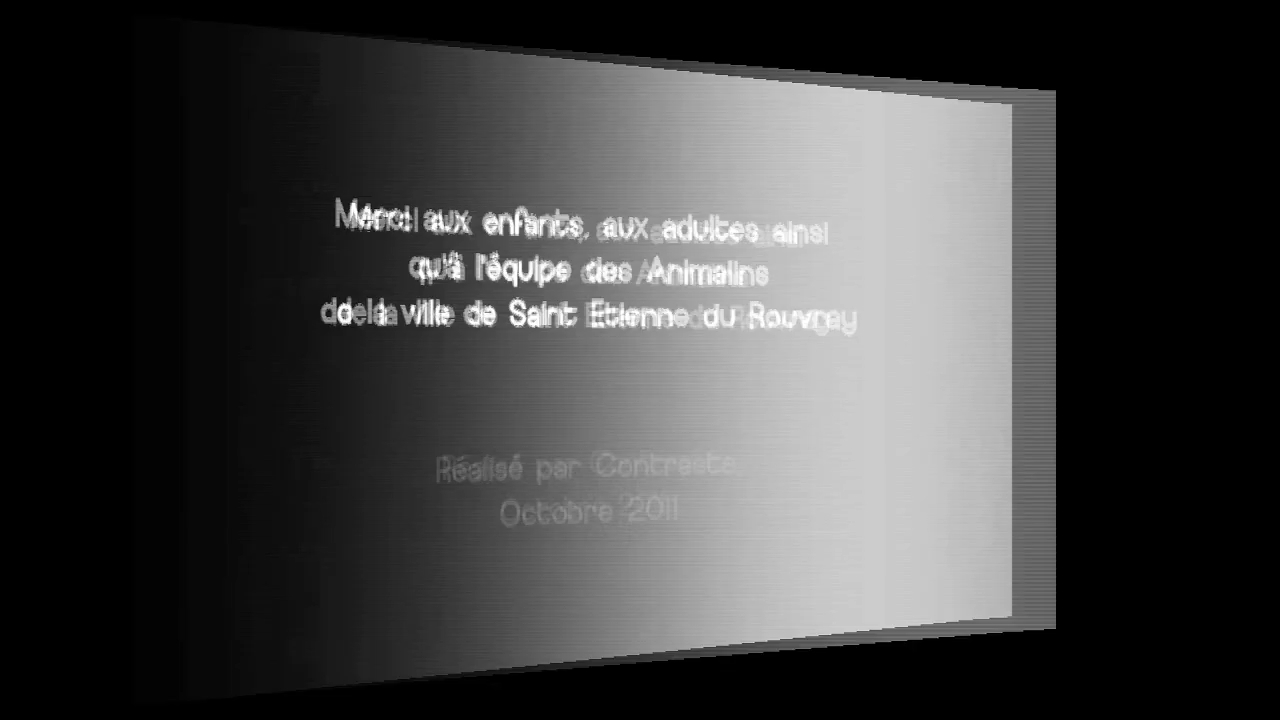 Merci aux enfants, aux adultes ainsi
qu'à l'équipe des Animalins
de la ville de Saint Etienne du Rouvray
Réalisé par Contraste
Octobre 2011